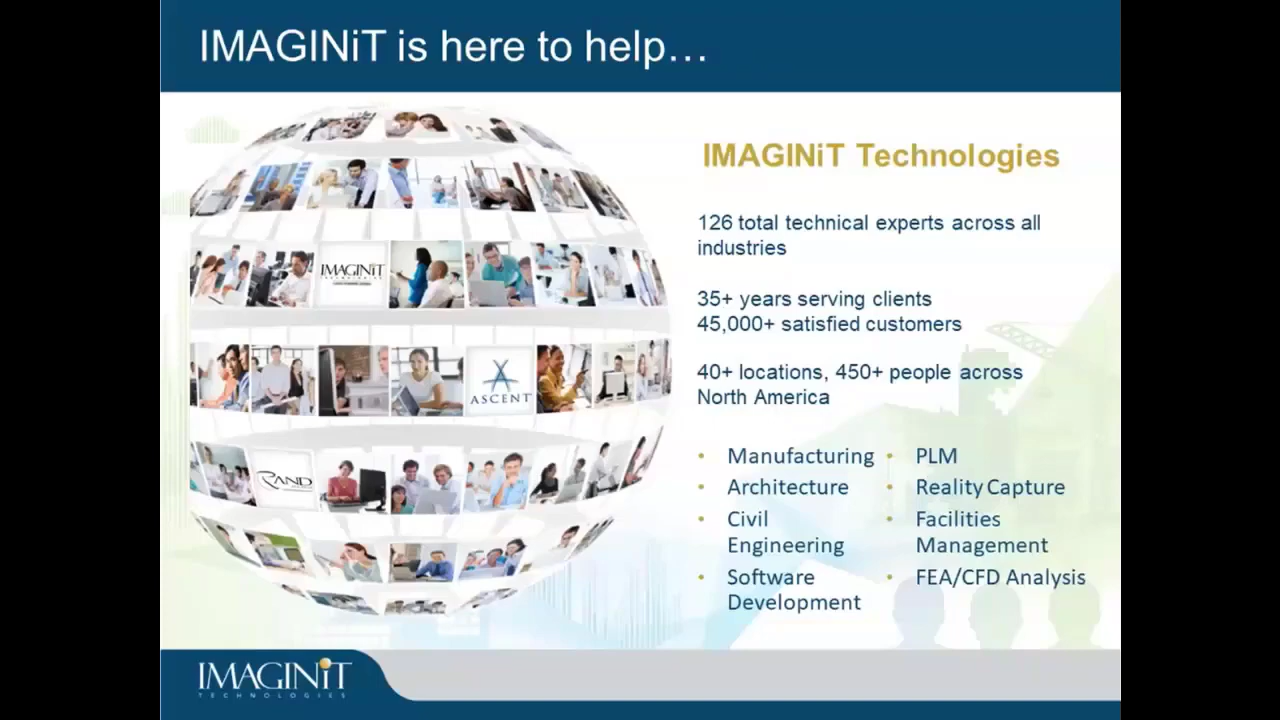 IMAGINiT is here to help…
IMAGINiT Technologies
126 total technical experts across all
industries
35+ years serving clients
45,000+ satisfied customers
40+ locations, 450+ people across
North America
• Manufacturing
• Architecture
• Civil
Engineering
• Software
Development
• PLM
• Reality Capture
• Facilities
Management
• FEA/CFD Analysis
IMAGINiT
TECHNOLOGIES
ASCENT
RAND
IMAGINiT
TECHNOLOGIES